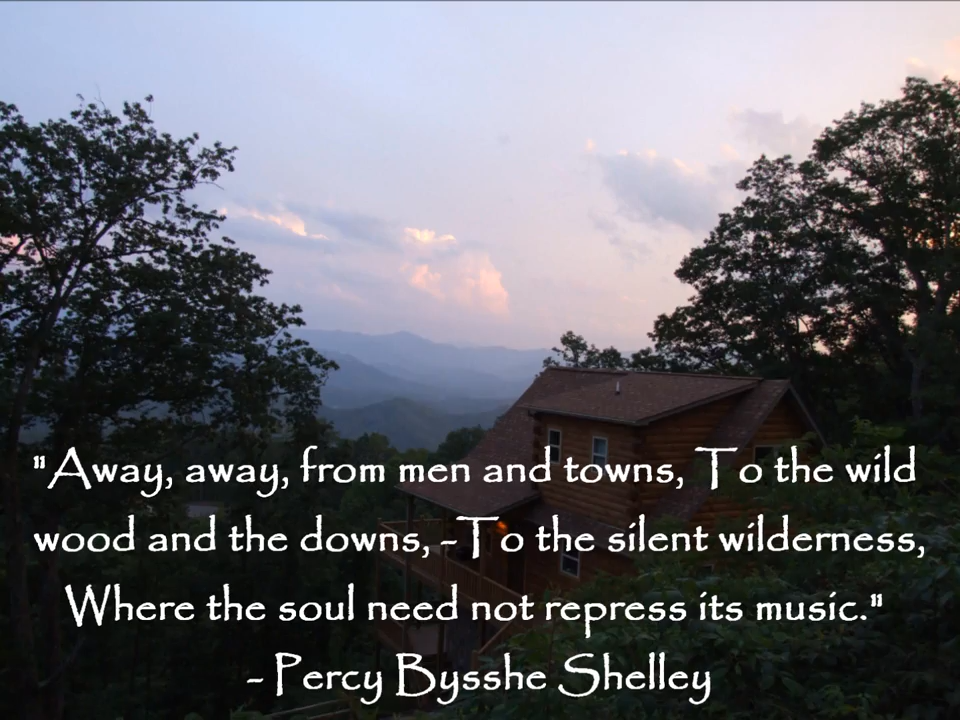 "Away, away, from men and towns, To the wild
wood and the downs, -To the silent wilderness,
Where the soul need not repress its music."
- Percy Bysshe Shelley